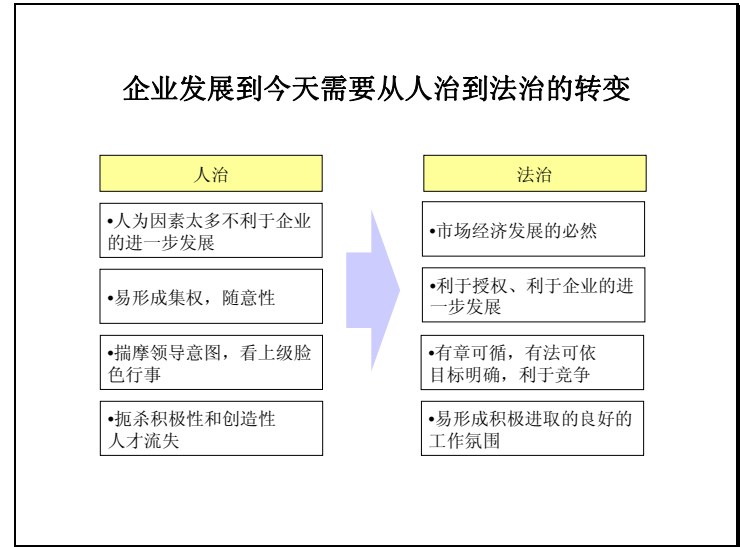 企业发展到今天需要从人治到法治的转变
人治
•人为因素太多不利于企业
的进一步发展
•易形成集权，随意性
•揣摩领导意图，看上级脸
色行事
•扼杀积极性和创造性
人才流失
法治
•市场经济发展的必然
•利于授权、利于企业的进
一步发展
•有章可循，有法可依
目标明确，利于竞争
•易形成积极进取的良好的
工作氛围